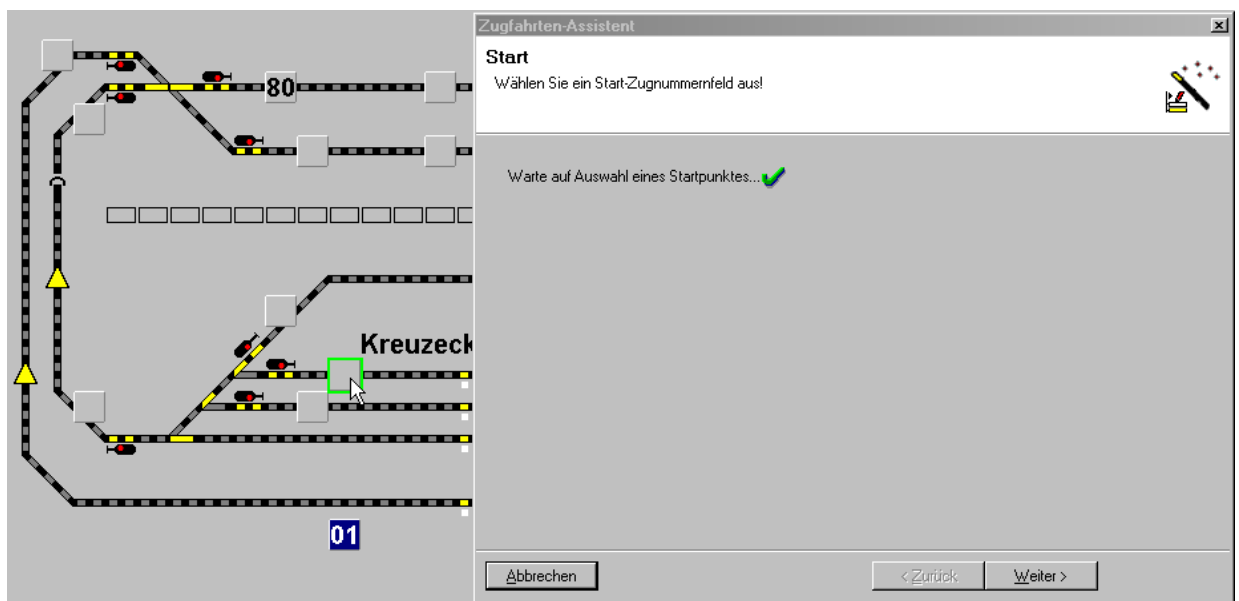 Zugfahrten-Assistent
Start
Wählen Sie ein Start-Zugnummernfeld aus!
80
Warte auf Auswahl eines Startpunktes...
Kreuzeck
01
Abbrechen
< Zurück
Weiter >